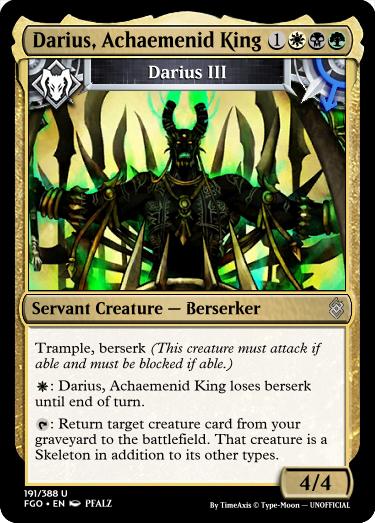 Darius, Achaemenid King 1
Darius III
Servant Creature — Berserker
Trample, berserk (This creature must attack if
able and must be blocked if able.)
: Darius, Achaemenid King loses berserk
until end of turn.
: Return target creature card from your
graveyard to the battlefield. That creature is a
Skeleton in addition to its other types.
4/4
191/388 U
FGO • EN PFALZ
By TimeAxis © Type-Moon — UNOFFICIAL